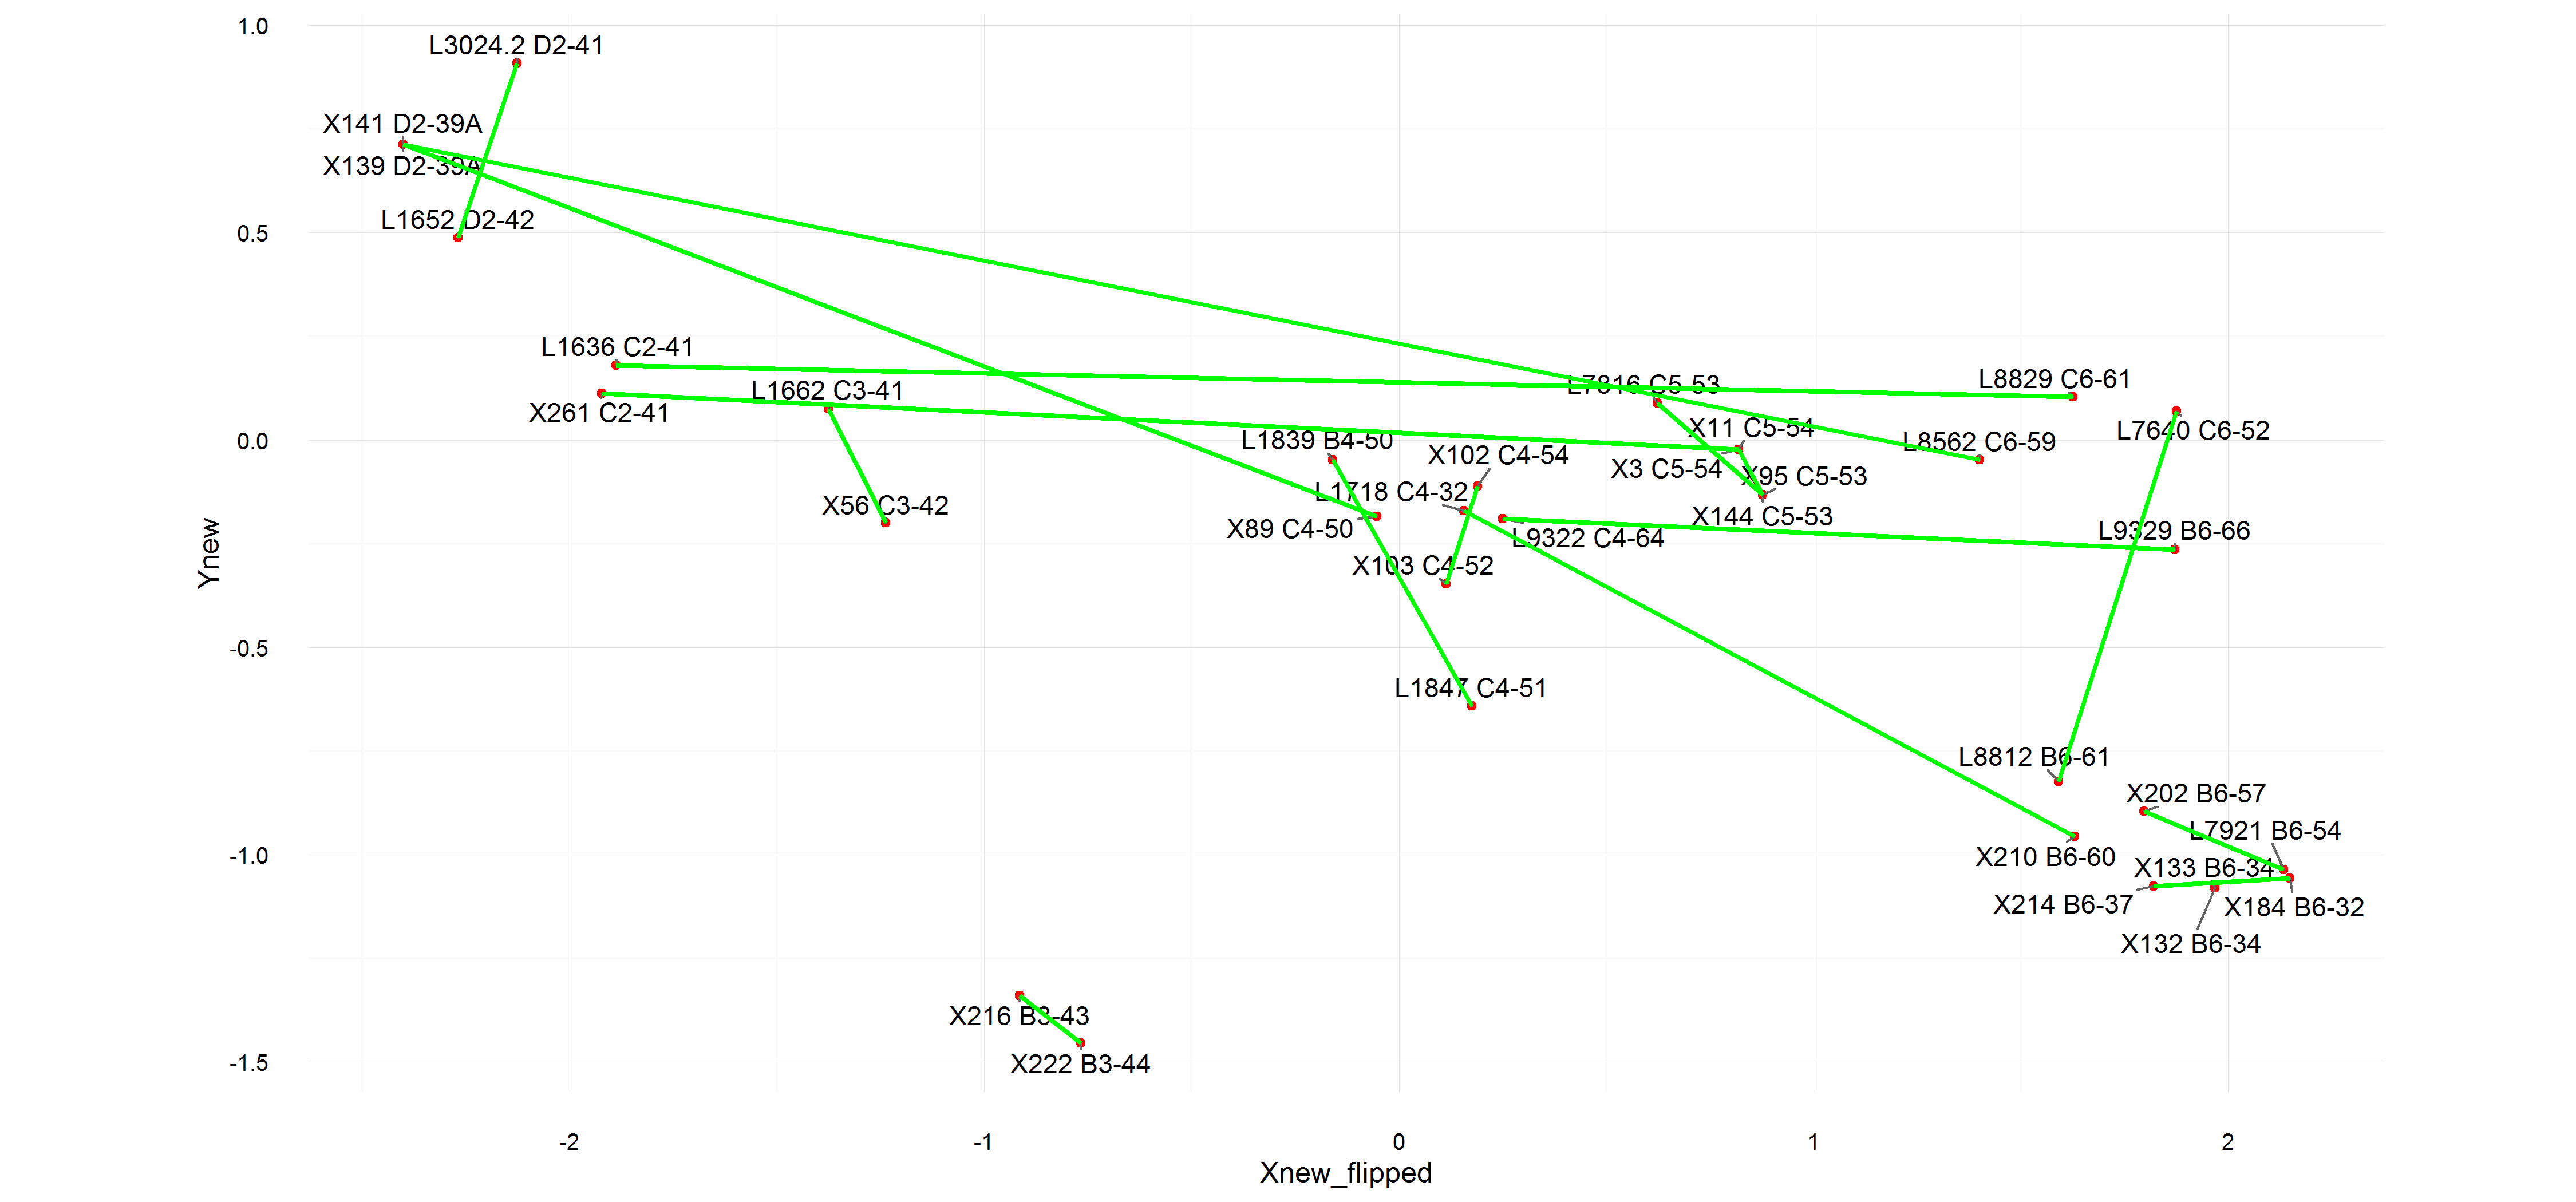 1.0
L3024.2 D2-41
X141 D2-39A
X139 D2-39A
L1652 D2-42
0.5
L1636 C2-41
L1662 C3-41
L7816 C5-53
L8829 C6-61
X261 C2-41
0.0
L1839 B4-50
X11 C5-54
L8562 C6-59
L7640 C6-52
X102 C4-54
X3 C5-54
X95 C5-53
L1718 C4-32
X56 C3-42
X89 C4-50
X144 C5-53
L9322 C4-64
L9329 B6-66
X103 C4-52
-0.5
L1847 C4-51
L8812 B6-61
X202 B6-57
L7921 B6-54
-1.0
X210 B6-60
X133 B6-34
X214 B6-37
X184 B6-32
X132 B6-34
X216 B3-43
X222 B3-44
-1.5
-2
-1
0
1
2
Xnew_flipped
Ynew